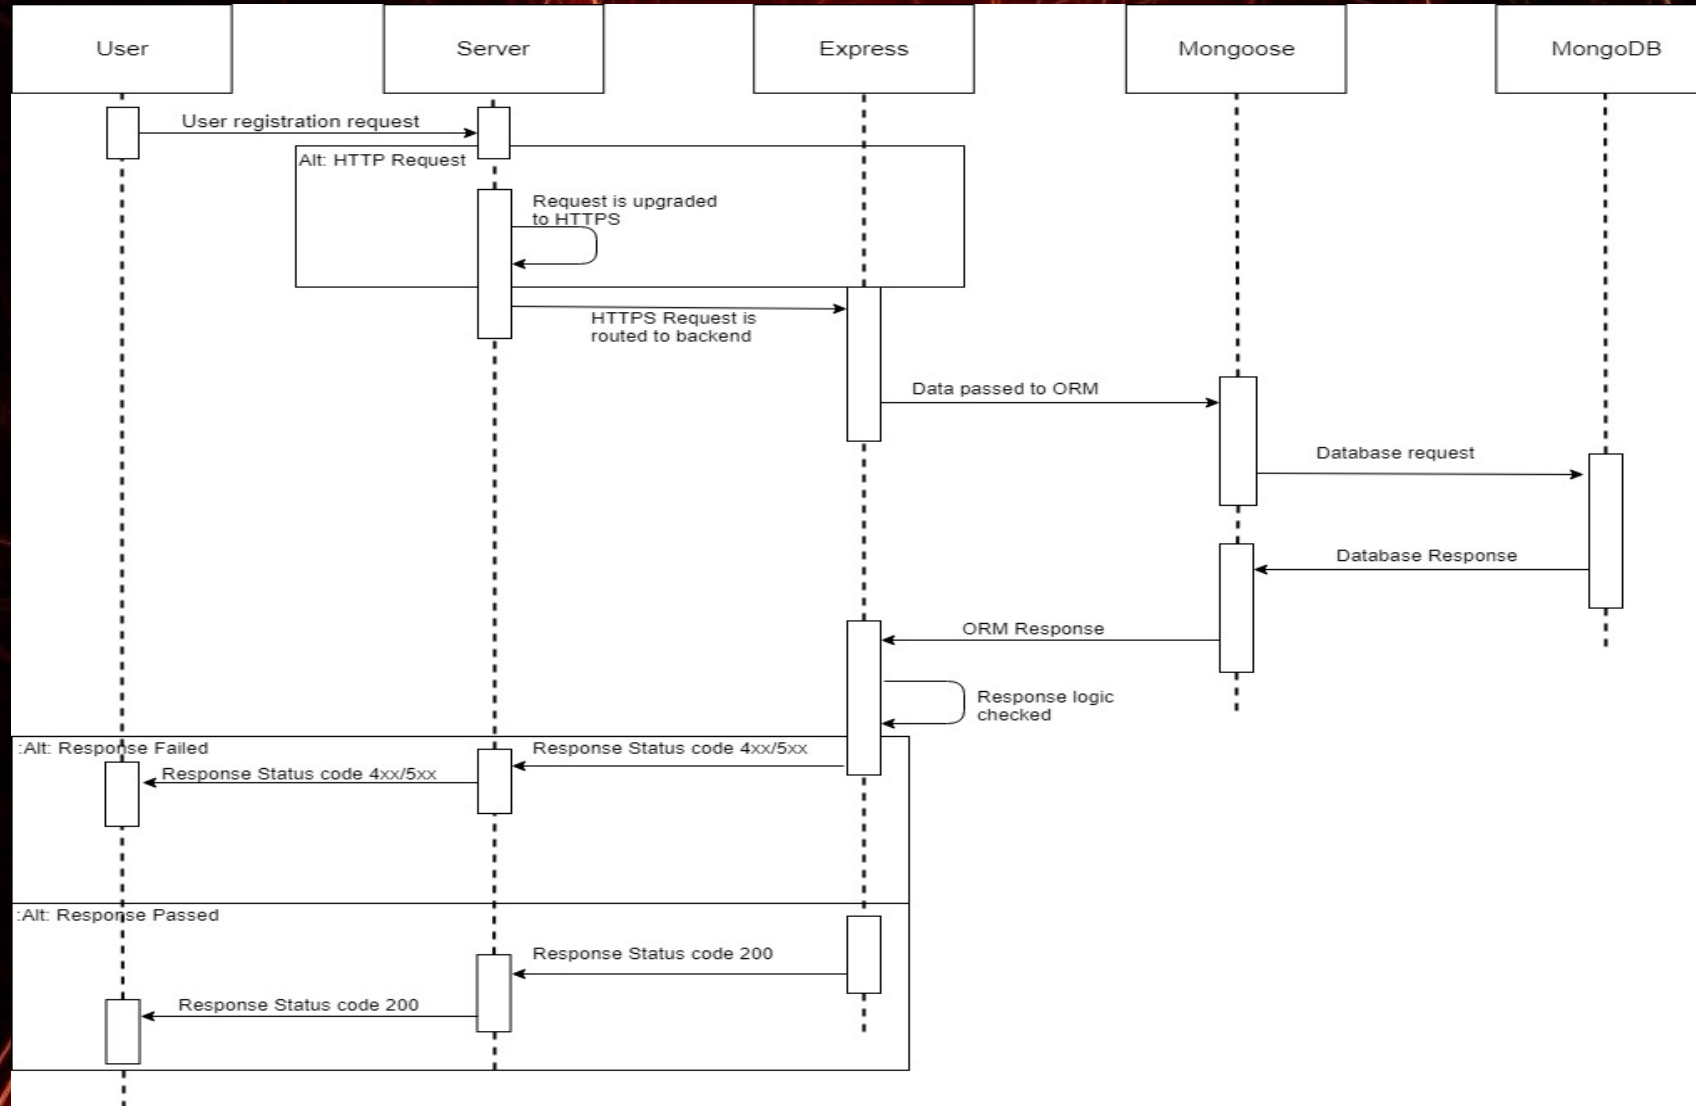 User
Server
Express
Mongoose
MongoDB
User registration request
Alt: HTTP Request
Request is upgraded
to HTTPS
HTTPS Request is
routed to backend
Data passed to ORM
Database request
Database Response
ORM Response
Response logic
checked
:Alt: Response Failed
Response Status code 4xx/5xx
Response Status code 4xx/5xx
:Alt: Response Passed
Response Status code 200
Response Status code 200